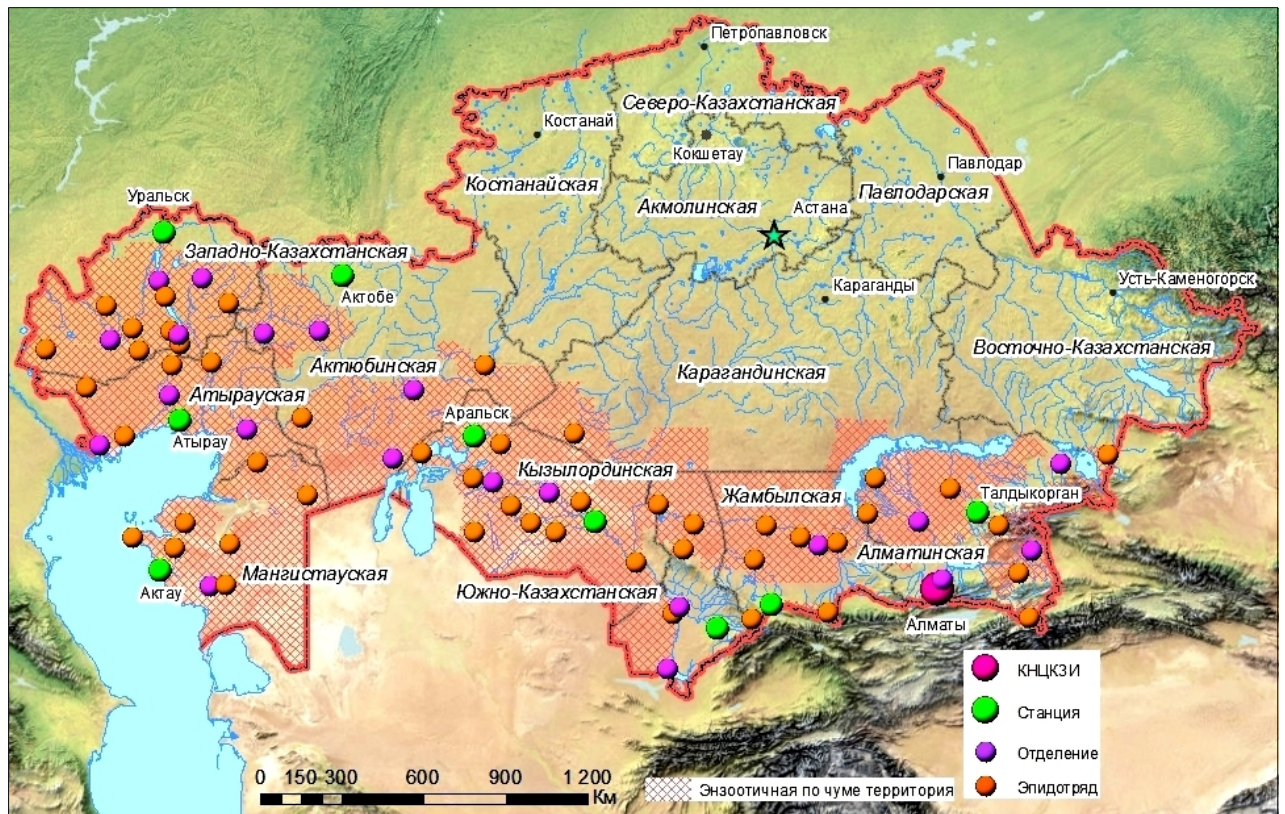 Петропавловск
Северо-Казахстанская
Костанай
Кокшетау
Павлодар
Костанайская
Павлодарская
Уральск
Акмолинская
Астана
Западно-Казахстанская
Актобе
Караганды
Усть-Каменогорск
Восточно-Казахстанская
Актюбинская
Карагандинская
Атырауская
Аральск
Атырау
Кызылординская
Жамбылская
Талдыкорган
Алматинская
Мангистауская
Актау
Южно-Казахстанская
Алматы
КНЦКЗИ
Станция
Отделение
Эпидотряд
0 150 300 600 900 1 200
Км
Энзоотичная по чуме территория